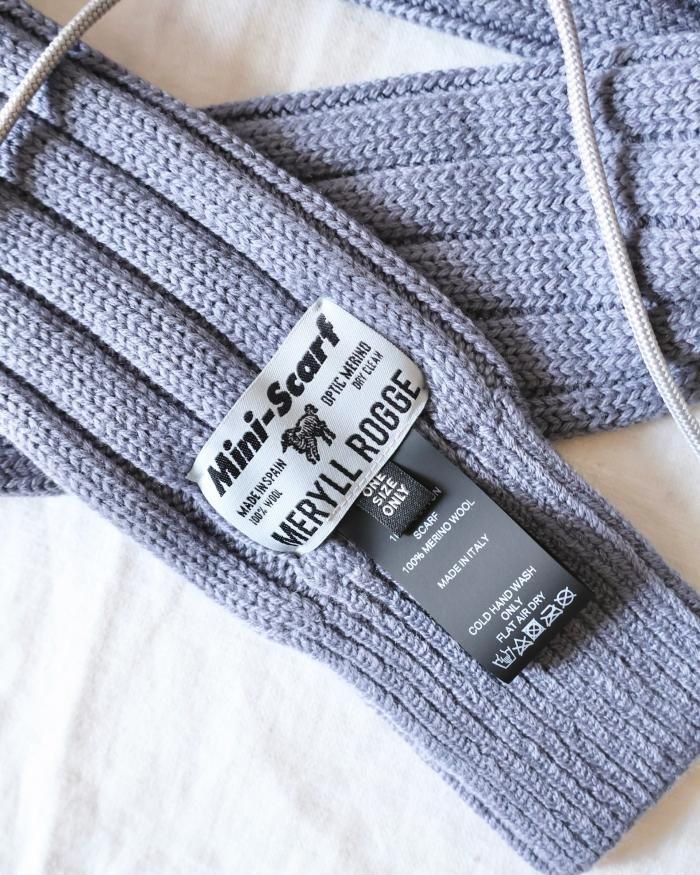 Mini-Scarf
OPTIC MERINO
DRY CLEAN
MADE IN SPAIN
100% WOOL
MERYLL ROGGE
ONE
SIZE
ONLY
SCARF
100% MERINO WOOL
MADE IN ITALY
COLD HAND WASH
ONLY
FLAT AIR DRY